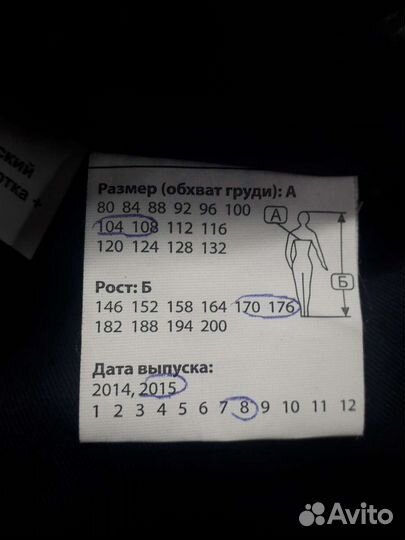 ский
отка +
Размер (обхват груди): А
80 84 88 92 96 100
104 108 112 116
120 124 128 132
А
Б
Рост: Б
146 152 158 164 170 176
182 188 194 200
Дата выпуска:
2014, 2015
1 2 3 4 5 6 7 8 9 10 11 12
Avito